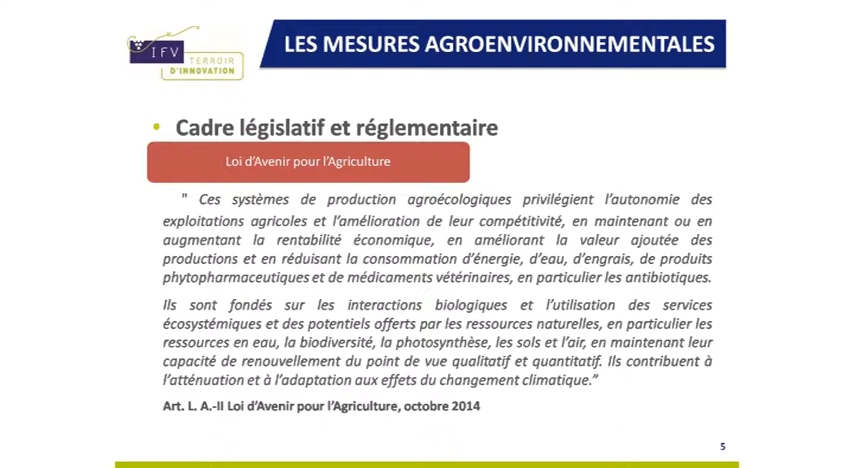 IFV
TERROIR
D'INNOVATION
LES MESURES AGROENVIRONNEMENTALES
• Cadre législatif et réglementaire
Loi d'Avenir pour l'Agriculture
" Ces systèmes de production agroécologiques privilégient l'autonomie des
exploitations agricoles et l'amélioration de leur compétitivité, en maintenant ou en
augmentant la rentabilité économique, en améliorant la valeur ajoutée des
productions et en réduisant la consommation d'énergie, d'eau, d'engrais, de produits
phytopharmaceutiques et de médicaments vétérinaires, en particulier les antibiotiques.
Ils sont fondés sur les interactions biologiques et l'utilisation des services
écosystémiques et des potentiels offerts par les ressources naturelles, en particulier les
ressources en eau, la biodiversité, la photosynthèse, les sols et l'air, en maintenant leur
capacité de renouvellement du point de vue qualitatif et quantitatif. Ils contribuent à
l'atténuation et à l'adaptation aux effets du changement climatique.”
Art. L. A.-II Loi d'Avenir pour l'Agriculture, octobre 2014
5